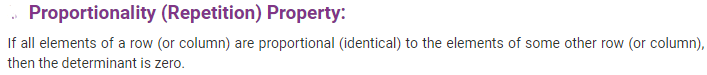 Proportionality (Repetition) Property:
If all elements of a row (or column) are proportional (identical) to the elements of some other row (or column),
then the determinant is zero.